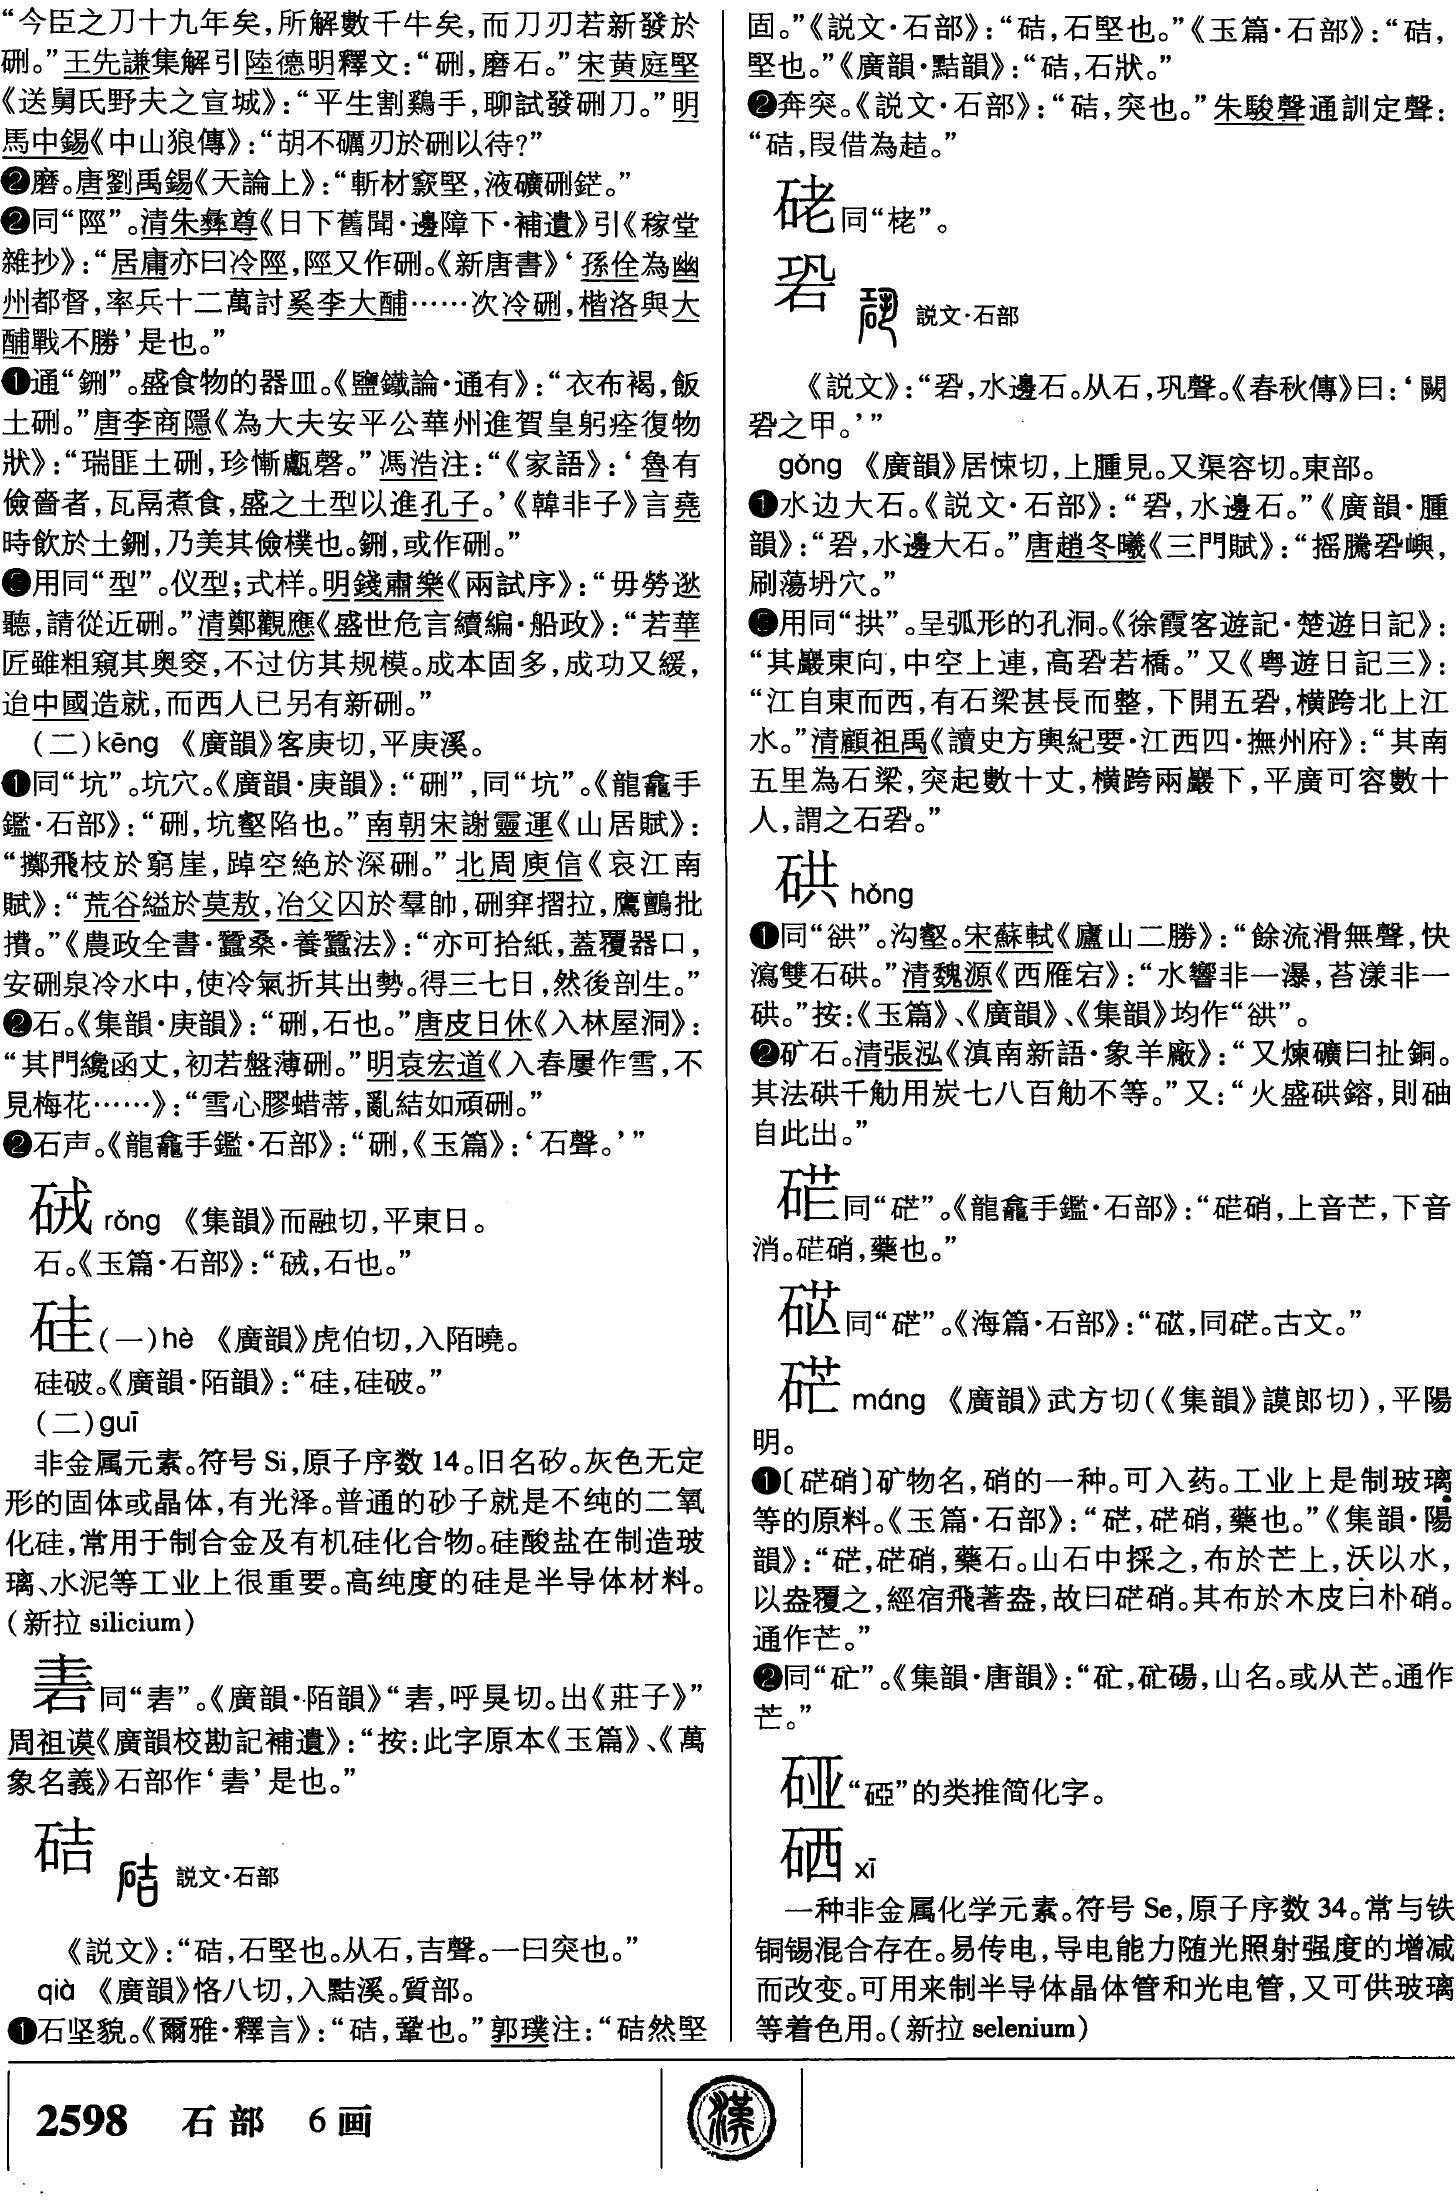 “今臣之刀十九年矣，所解數千牛矣，而刀刃若新發於
硎。”王先謙集解引陸德明釋文：“硎，磨石。”宋黄庭堅
《送舅氏野夫之宣城》：“平生割鷄手，聊試發硎刀。”明
馬中錫《中山狼傳》：“胡不礪刃於硎以待？”
❷磨。唐劉禹錫《天論上》：“斬材窾堅，液礦硎鋩。”
❷同“陘”。清朱彝尊《日下舊聞·邊障下·補遺》引《稼堂
雜抄》：“居庸亦曰冷陘，陘又作硎。《新唐書》‘孫佺為幽
州都督，率兵十二萬討奚李大酺……次冷硎，楷洛與大
酺戰不勝’是也。”
❶通“鉶”。盛食物的器皿。《鹽鐵論·通有》：“衣布褐，飯
土硎。”唐李商隱《為大夫安平公華州進賀皇躬痊復物
狀》：“瑞匪土硎，珍慚甗罄。”馮浩注：“《家語》：‘魯有
儉嗇者，瓦鬲煮食，盛之土型以進孔子。’《韓非子》言堯
時飲於土鉶，乃美其儉樸也。鉶，或作硎。”
用同“型”。仪型；式样。明錢肅樂《兩試序》：“毋勞逖
聽，請從近硎。”清鄭觀應《盛世危言續編·船政》：“若華
匠雖粗窺其奥窔，不过仿其规模。成本固多，成功又緩，
迨中國造就，而西人已另有新硎。”
（二）kēng 《廣韻》客庚切，平庚溪。
❶同“坑”。坑穴。《廣韻·庚韻》：“硎”，同“坑”。《龍龕手
鑑·石部》：“硎，坑壑陷也。”南朝宋謝靈運《山居賦》：
“擲飛枝於窮崖，踔空絶於深硎。”北周庾信《哀江南
賦》：“荒谷縊於莫敖，冶父囚於羣帥，硎穽摺拉，鷹鸇批
攢。”《農政全書·蠶桑·養蠶法》：“亦可拾紙，蓋覆器口，
安硎泉冷水中，使冷氣折其出勢。得三七日，然後剖生。”
❷石。《集韻·庚韻》：“硎，石也。”唐皮日休《入林屋洞》：
“其門纔函丈，初若盤薄硎。”明袁宏道《入春屢作雪，不
見梅花……》：“雪心膠蜡蒂，亂結如頑硎。”
❷石声。《龍龕手鑑·石部》：“硎，《玉篇》：‘石聲。’”
䂺 rǒng 《集韻》而融切，平東日。
石。《玉篇·石部》：“䂺，石也。”
硅（一）hè 《廣韻》虎伯切，入陌曉。
硅破。《廣韻·陌韻》：“硅，硅破。”
（二）guī
非金属元素。符号 Si，原子序数 14。旧名矽。灰色无定
形的固体或晶体，有光泽。普通的砂子就是不纯的二氧
化硅，常用于制合金及有机硅化合物。硅酸盐在制造玻
璃、水泥等工业上很重要。高纯度的硅是半导体材料。
（新拉 silicium）
同“砉”。《廣韻·陌韻》“砉，呼昊切。出《莊子》”
周祖谟《廣韻校勘記補遺》：“按：此字原本《玉篇》、《萬
象名義》石部作‘砉’是也。”
硈 説文·石部
《説文》：“硈，石堅也。从石，吉聲。一曰突也。”
qià 《廣韻》恪八切，入黠溪。質部。
❶石坚貌。《爾雅·釋言》：“硈，鞏也。”郭璞注：“硈然堅
固。”《説文·石部》：“硈，石堅也。”《玉篇·石部》：“硈，
堅也。”《廣韻·黠韻》：“硈，石狀。”
❷奔突。《説文·石部》：“硈，突也。”朱駿聲通訓定聲：
“硈，叚借為趌。”
硓同“栳”。
䂬 説文·石部
《説文》：“䂬，水邊石。从石，巩聲。《春秋傳》曰：‘闕
䂬之甲。’”
gǒng 《廣韻》居悚切，上腫見。又渠容切。東部。
❶水边大石。《説文·石部》：“䂬，水邊石。”《廣韻·腫
韻》：“䂬，水邊大石。”唐趙冬曦《三門賦》：“摇騰䂬嶼，
刷蕩坍穴。”
用同“拱”。呈弧形的孔洞。《徐霞客遊記·楚遊日記》：
“其巖東向，中空上連，高䂬若橋。”又《粤遊日記三》：
“江自東而西，有石梁甚長而整，下開五䂬，横跨北上江
水。”清顧祖禹《讀史方輿紀要·江西四·撫州府》：“其南
五里為石梁，突起數十丈，横跨兩巖下，平廣可容數十
人，謂之石䂬。”
硔 hǒng
❶同“谼”。沟壑。宋蘇軾《廬山二勝》：“餘流滑無聲，快
瀉雙石硔。”清魏源《西雁宕》：“水響非一瀑，苔漾非一
硔。”按：《玉篇》、《廣韻》、《集韻》均作“谼”。
❷矿石。清張泓《滇南新語·象羊廠》：“又煉礦曰扯銅。
其法硔千觔用炭七八百觔不等。”又：“火盛硔鎔，則砷
自此出。”
同“硭”。《龍龕手鑑·石部》：“硭硝，上音芒，下音
消。硭硝，藥也。”
同“硭”。《海篇·石部》：“，同硭。古文。”
硭 máng 《廣韻》武方切（《集韻》謨郎切），平陽
明。
❶〔硭硝〕矿物名，硝的一种。可入药。工业上是制玻璃
等的原料。《玉篇·石部》：“硭，硭硝，藥也。”《集韻·陽
韻》：“硭，硭硝，藥石。山石中採之，布於芒上，沃以水，
以盎覆之，經宿飛著盎，故曰硭硝。其布於木皮曰朴硝。
通作芒。”
❷同“矿”。《集韻·唐韻》：“䂃，䂃碭，山名。或从芒。通作
芒。”
“硘”的类推简化字。
硒 xī
一种非金属化学元素。符号 Se，原子序数 34。常与铁
铜锡混合存在。易传电，导电能力随光照射强度的增减
而改变。可用来制半导体晶体管和光电管，又可供玻璃
等着色用。（新拉 selenium）
2598 石部 6画
漢